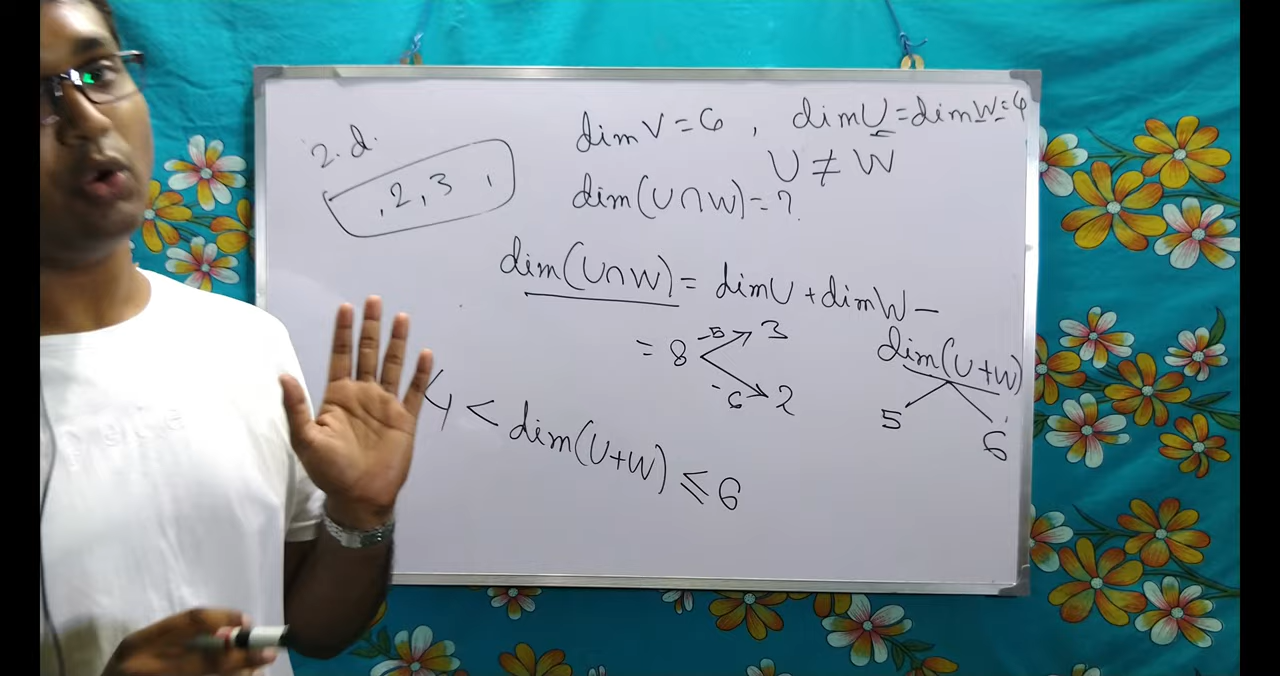 2.d.
, 2, 3 ,
dim V = 6 , dim U = dim W = 4
U ≠ W
dim(U∩W) = ?
dim(U∩W) = dim U + dim W −
dim(U+W)
= 8 −5 → 3
−6 → 2
5
6
4 < dim(U+W) ≤ 6